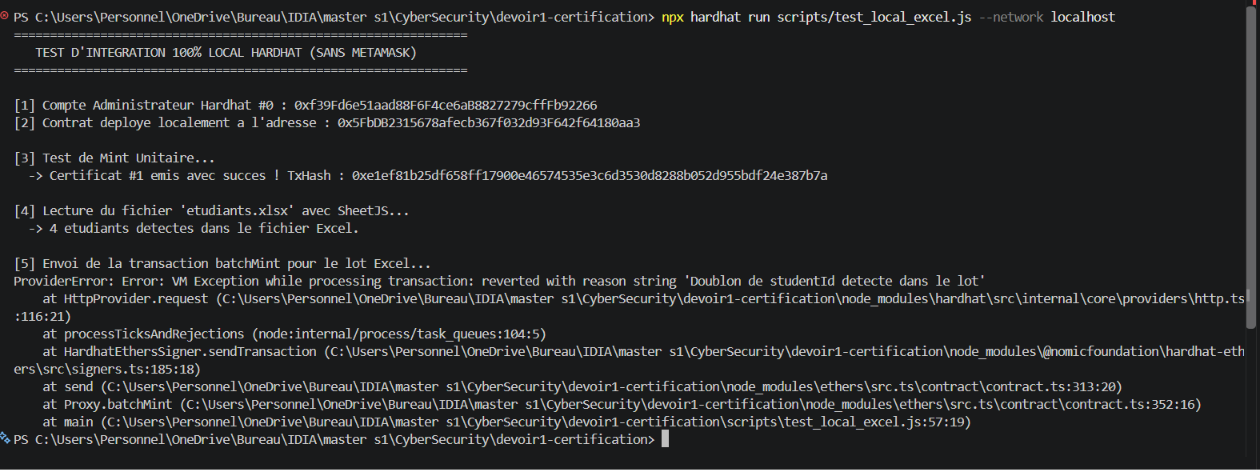 PS C:\Users\Personnel\OneDrive\Bureau\IDIA\master s1\CyberSecurity\devoir1-certification> npx hardhat run scripts/test_local_excel.js --network localhost
===============================================================
TEST D'INTEGRATION 100% LOCAL HARDHAT (SANS METAMASK)
===============================================================
[1] Compte Administrateur Hardhat #0 : 0xf39Fd6e51aad88F6F4ce6aB8827279cffFb92266
[2] Contrat deploye localement a l'adresse : 0x5FbDB2315678afecb367f032d93F642f64180aa3
[3] Test de Mint Unitaire...
-> Certificat #1 emis avec succes ! TxHash : 0xe1ef81b25df658ff17900e46574535e3c6d3530d8288b052d955bdf24e387b7a
[4] Lecture du fichier 'etudiants.xlsx' avec SheetJS...
-> 4 etudiants detectes dans le fichier Excel.
[5] Envoi de la transaction batchMint pour le lot Excel...
ProviderError: Error: VM Exception while processing transaction: reverted with reason string 'Doublon de studentId detecte dans le lot'
at HttpProvider.request (C:\Users\Personnel\OneDrive\Bureau\IDIA\master s1\CyberSecurity\devoir1-certification\node_modules\hardhat\src\internal\core\providers\http.ts
:116:21)
at processTicksAndRejections (node:internal/process/task_queues:104:5)
at HardhatEthersSigner.sendTransaction (C:\Users\Personnel\OneDrive\Bureau\IDIA\master s1\CyberSecurity\devoir1-certification\node_modules\@nomicfoundation\hardhat-eth
ers\src\signers.ts:185:18)
at send (C:\Users\Personnel\OneDrive\Bureau\IDIA\master s1\CyberSecurity\devoir1-certification\node_modules\ethers\src.ts\contract\contract.ts:313:20)
at Proxy.batchMint (C:\Users\Personnel\OneDrive\Bureau\IDIA\master s1\CyberSecurity\devoir1-certification\node_modules\ethers\src.ts\contract\contract.ts:352:16)
at main (C:\Users\Personnel\OneDrive\Bureau\IDIA\master s1\CyberSecurity\devoir1-certification\scripts\test_local_excel.js:57:19)
PS C:\Users\Personnel\OneDrive\Bureau\IDIA\master s1\CyberSecurity\devoir1-certification>